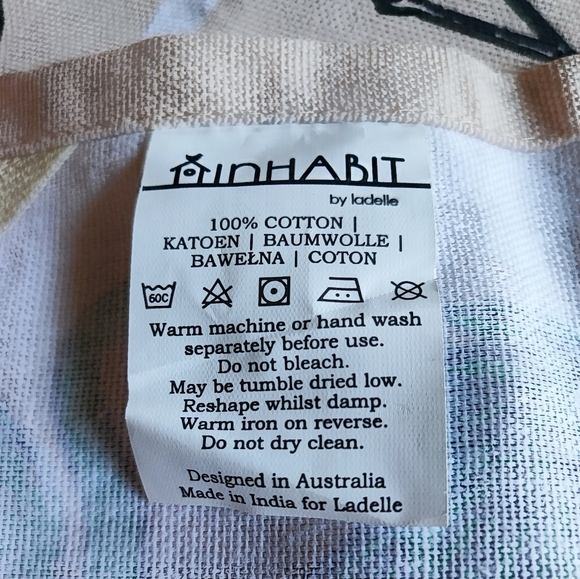 INHABIT
by ladelle
100% COTTON |
KATOEN | BAUMWOLLE |
BAWEŁNA | COTON
60C
Warm machine or hand wash
separately before use.
Do not bleach.
May be tumble dried low.
Reshape whilst damp.
Warm iron on reverse.
Do not dry clean.
Designed in Australia
Made in India for Ladelle